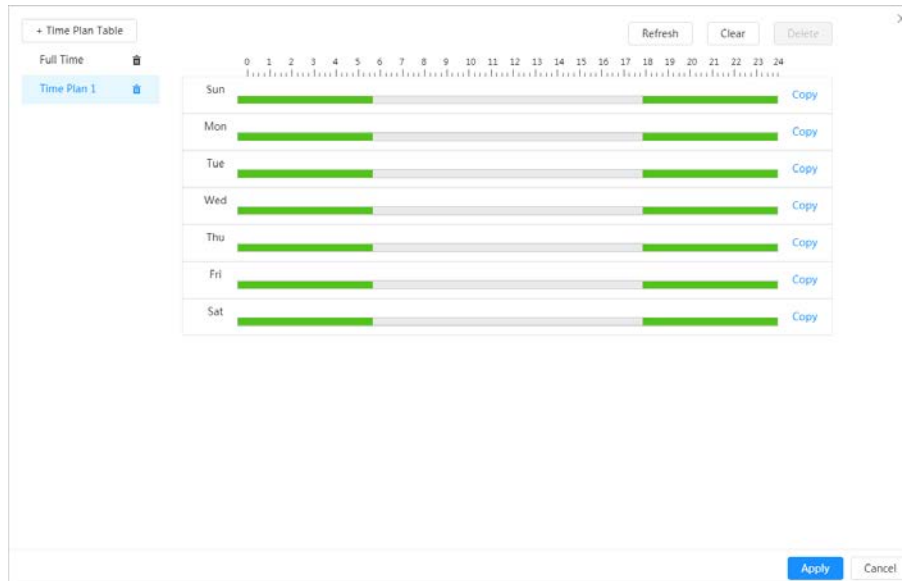 + Time Plan Table
Refresh Clear Delete
Full Time
0 1 2 3 4 5 6 7 8 9 10 11 12 13 14 15 16 17 18 19 20 21 22 23 24
Time Plan 1
Sun Copy
Mon Copy
Tue Copy
Wed Copy
Thu Copy
Fri Copy
Sat Copy
Apply Cancel